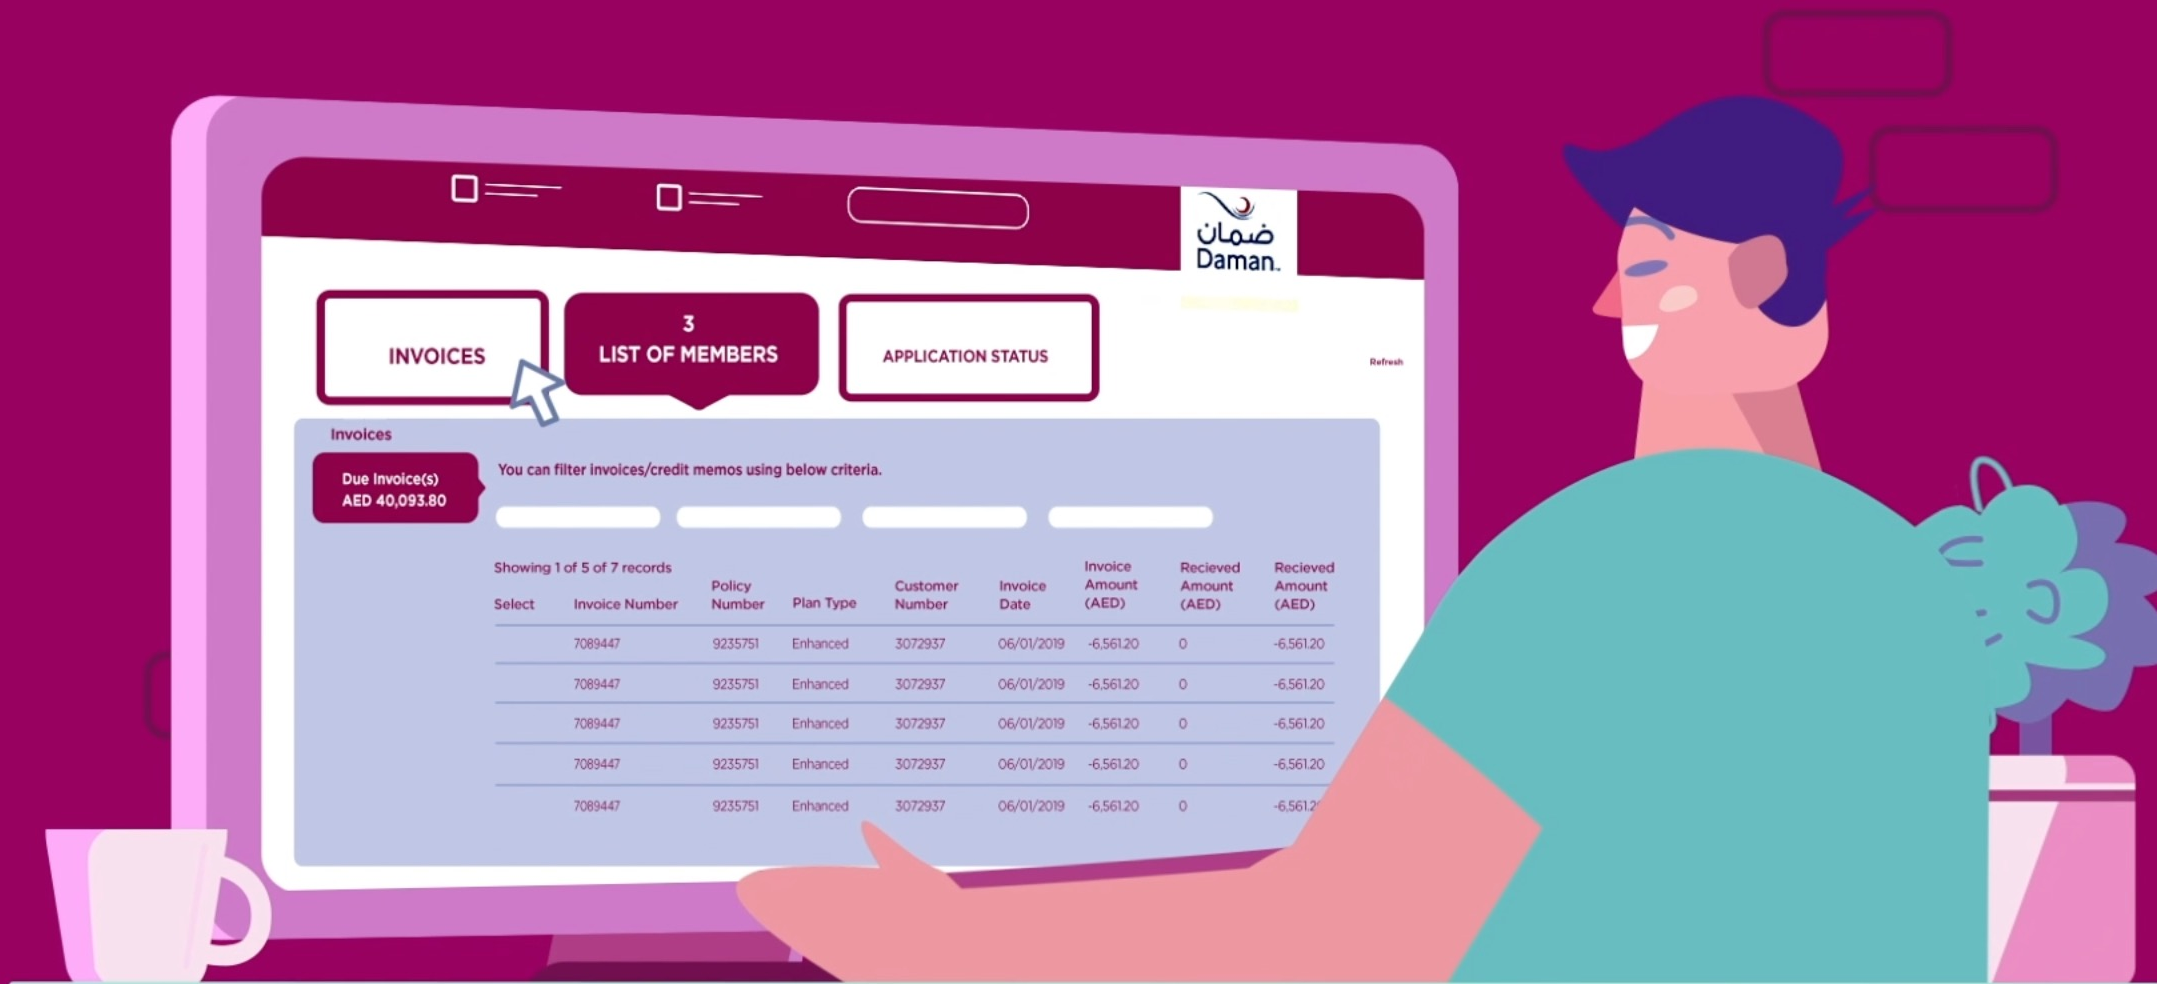 ضمان
Daman
INVOICES
3
LIST OF MEMBERS
APPLICATION STATUS
Refresh
Invoices
Due Invoice(s)
AED 40,093.80
You can filter invoices/credit memos using below criteria.
Showing 1 of 5 of 7 records
Select Invoice Number Policy Number Plan Type Customer Number Invoice Date Invoice Amount (AED) Recieved Amount (AED) Recieved Amount (AED)
7089447 9235751 Enhanced 3072937 06/01/2019 -6,561.20 0 -6,561.20
7089447 9235751 Enhanced 3072937 06/01/2019 -6,561.20 0 -6,561.20
7089447 9235751 Enhanced 3072937 06/01/2019 -6,561.20 0 -6,561.20
7089447 9235751 Enhanced 3072937 06/01/2019 -6,561.20 0 -6,561.20
7089447 9235751 Enhanced 3072937 06/01/2019 -6,561.20 0